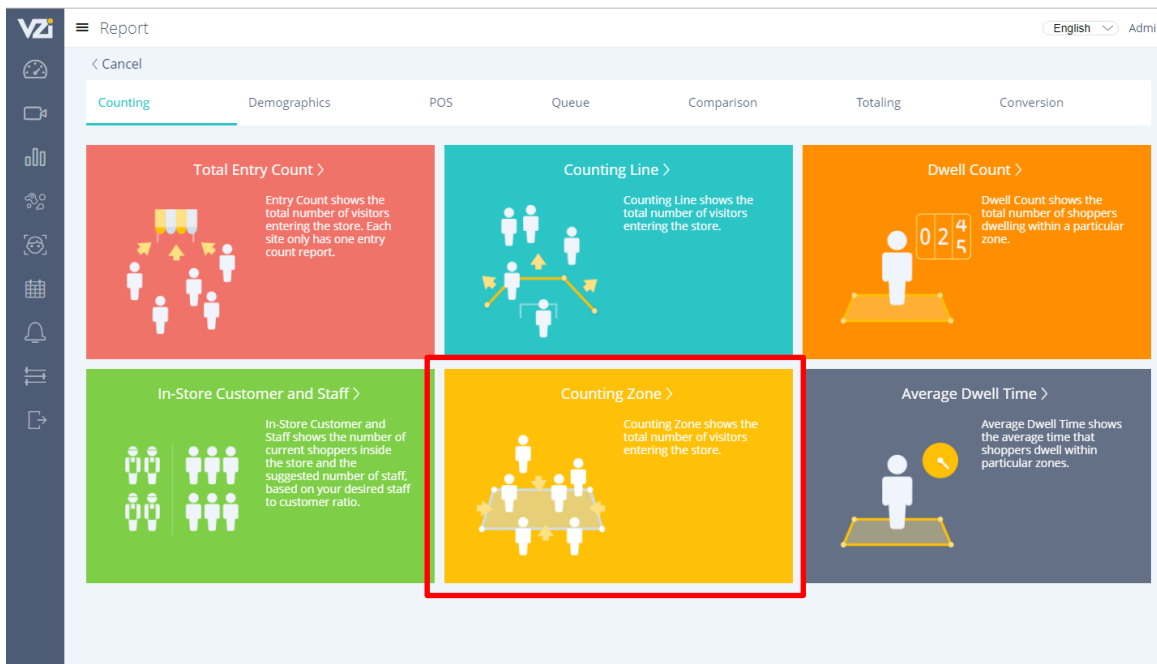 VZi
Report
English
Admi
Cancel
Counting
Demographics
POS
Queue
Comparison
Totaling
Conversion
Total Entry Count >
Entry Count shows the
total number of visitors
entering the store. Each
site only has one entry
count report.
Counting Line >
Counting Line shows the
total number of visitors
entering the store.
Dwell Count >
Dwell Count shows the
total number of shoppers
dwelling within a particular
zone.
0 2 4
5
In-Store Customer and Staff >
In-Store Customer and
Staff shows the number of
current shoppers inside
the store and the
suggested number of staff,
based on your desired staff
to customer ratio.
Counting Zone >
Counting Zone shows the
total number of visitors
entering the store.
Average Dwell Time >
Average Dwell Time shows
the average time that
shoppers dwell within
particular zones.